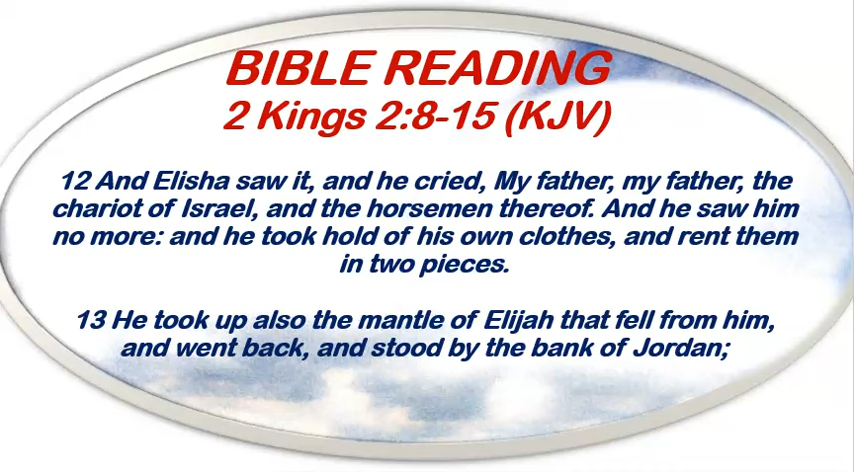 BIBLE READING
2 Kings 2:8-15 (KJV)
12 And Elisha saw it, and he cried, My father, my father, the
chariot of Israel, and the horsemen thereof. And he saw him
no more: and he took hold of his own clothes, and rent them
in two pieces.
13 He took up also the mantle of Elijah that fell from him,
and went back, and stood by the bank of Jordan;